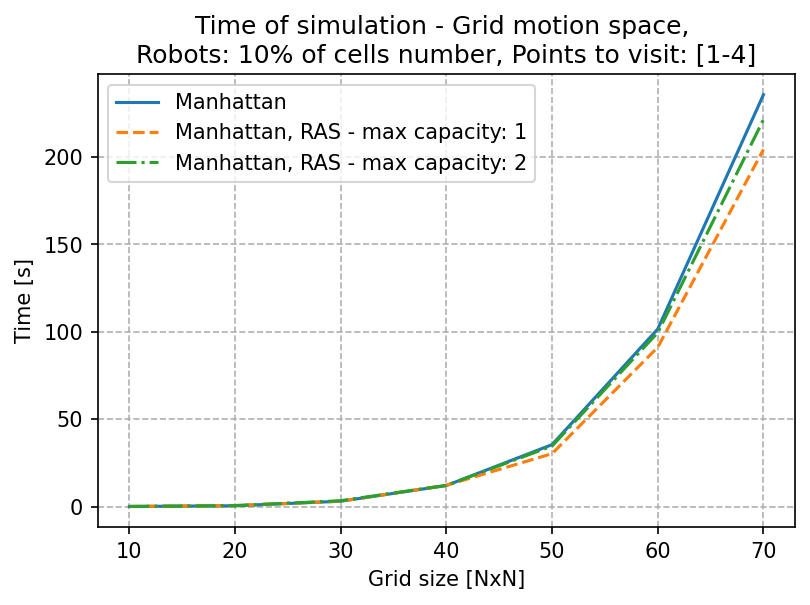 Time of simulation - Grid motion space,
Robots: 10% of cells number, Points to visit: [1-4]
Manhattan
Manhattan, RAS - max capacity: 1
Manhattan, RAS - max capacity: 2
Time [s]
200
150
100
50
0
10 20 30 40 50 60 70
Grid size [NxN]